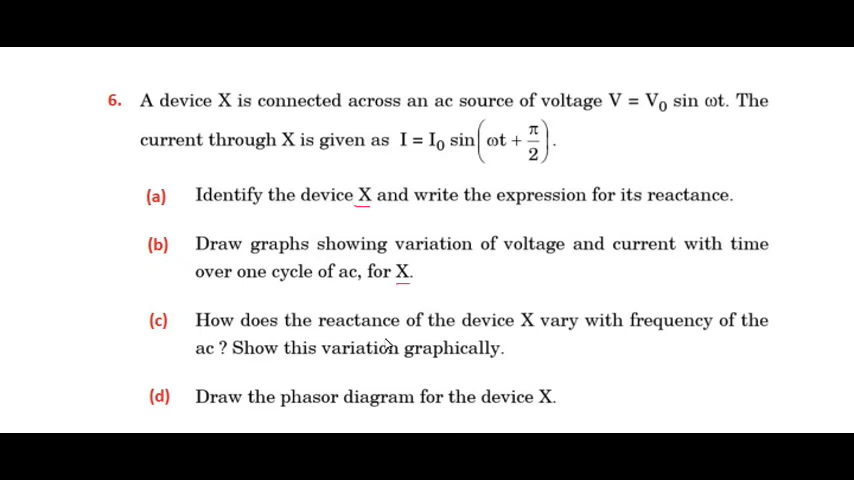 6. A device X is connected across an ac source of voltage V = V₀ sin ωt. The
current through X is given as I = I₀ sin(ωt + π/2).
(a) Identify the device X and write the expression for its reactance.
(b) Draw graphs showing variation of voltage and current with time
over one cycle of ac, for X.
(c) How does the reactance of the device X vary with frequency of the
ac ? Show this variation graphically.
(d) Draw the phasor diagram for the device X.